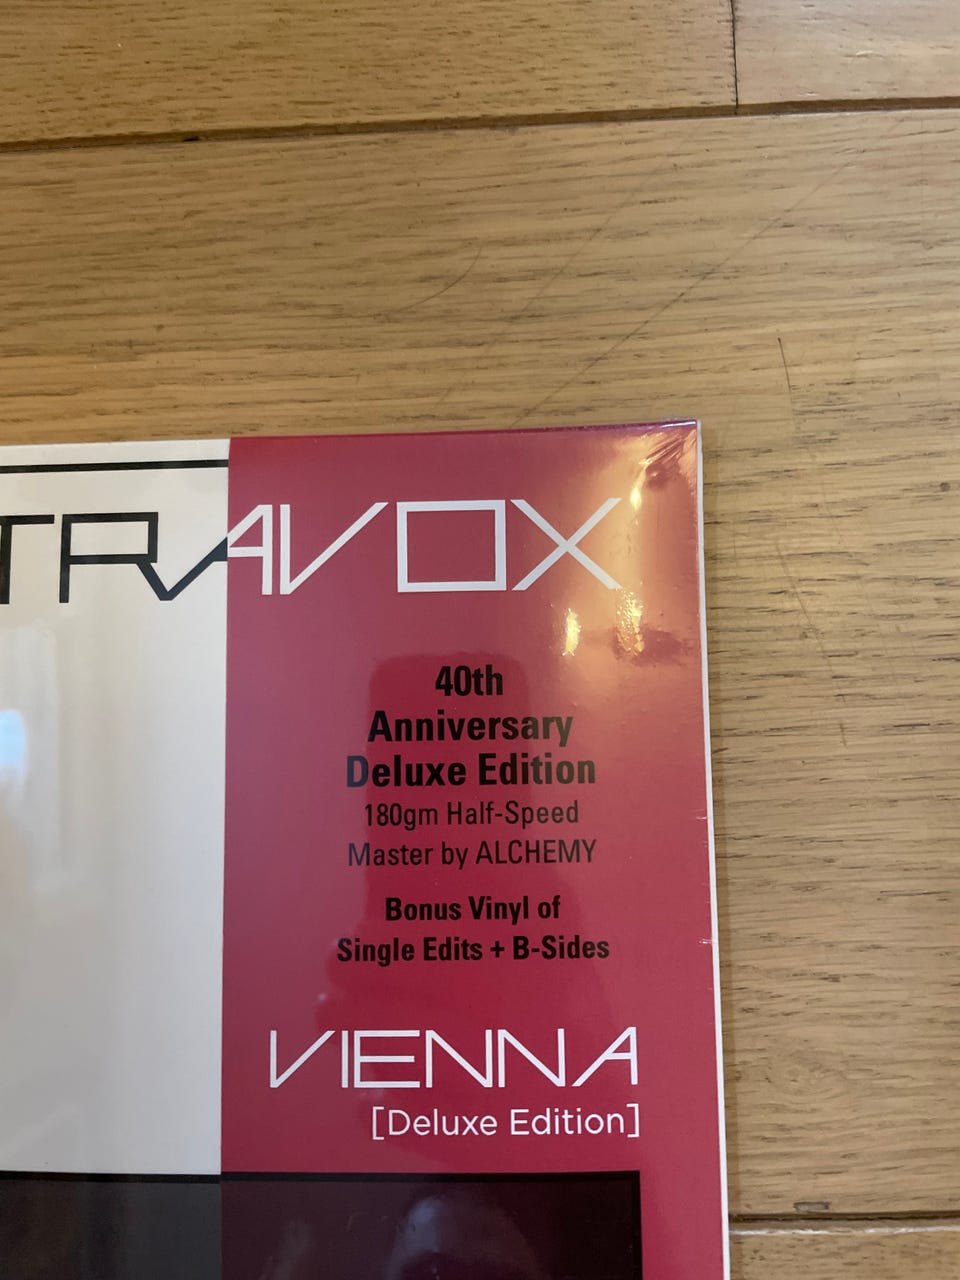 TRAVOX
40th
Anniversary
Deluxe Edition
180gm Half-Speed
Master by ALCHEMY
Bonus Vinyl of
Single Edits + B-Sides
VIENNA
[Deluxe Edition]